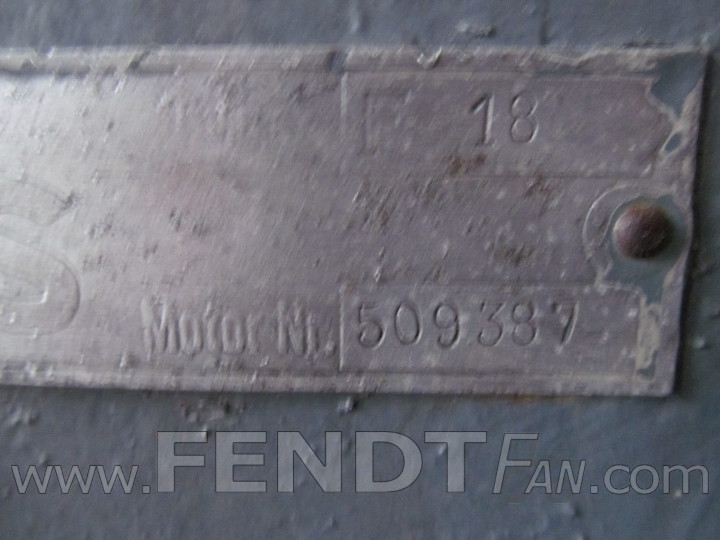 F 18
S
Motor Nr. 509387
www.FENDTFAN.com